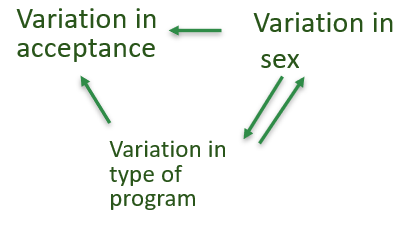 Variation in
acceptance
Variation in
sex
Variation in
type of
program